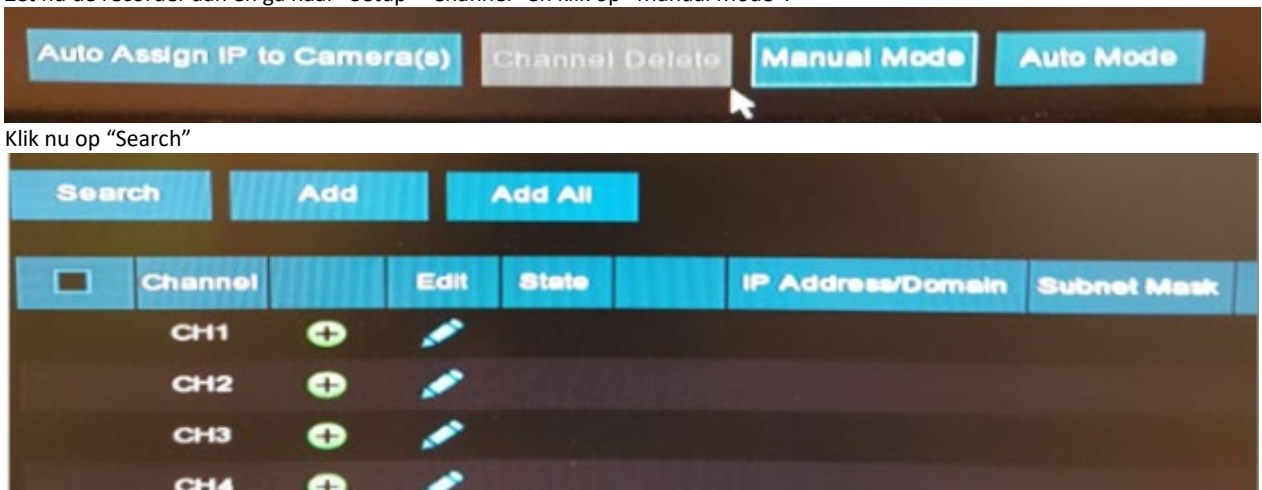 Zet nu de recorder aan en ga naar "Setup – Channel" en klik op "Manual Mode".
Auto Assign IP to Camera(s) Channel Delete Manual Mode Auto Mode
Klik nu op “Search”
Search Add Add All
Channel Edit State IP Address/Domain Subnet Mask
CH1
CH2
CH3
CH4